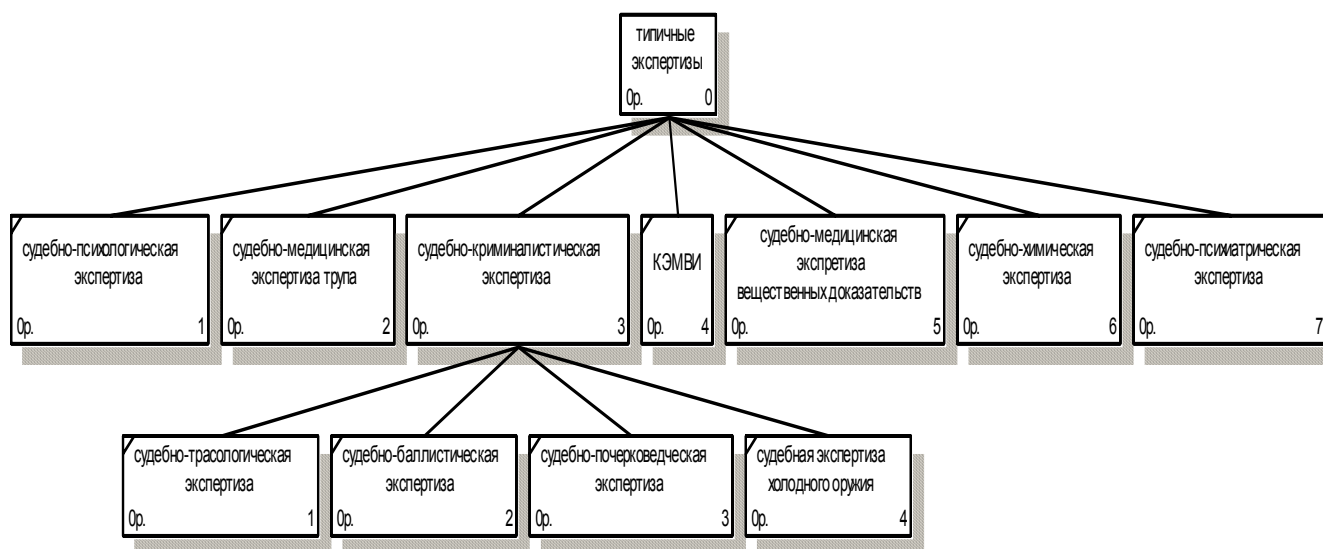 типичные
экспертизы
0р. 0
судебно-психологическая
экспертиза
0р. 1
судебно-медицинская
экспертиза трупа
0р. 2
судебно-криминалистическая
экспертиза
0р. 3
КЭМВИ
0р. 4
судебно-медицинская
экспретиза
вещественных доказательств
0р. 5
судебно-химическая
экспертиза
0р. 6
судебно-психиатрическая
экспертиза
0р. 7
судебно-трасологическая
экспертиза
0р. 1
судебно-баллистическая
экспертиза
0р. 2
судебно-почерковедческая
экспертиза
0р. 3
судебная экспертиза
холодного оружия
0р. 4